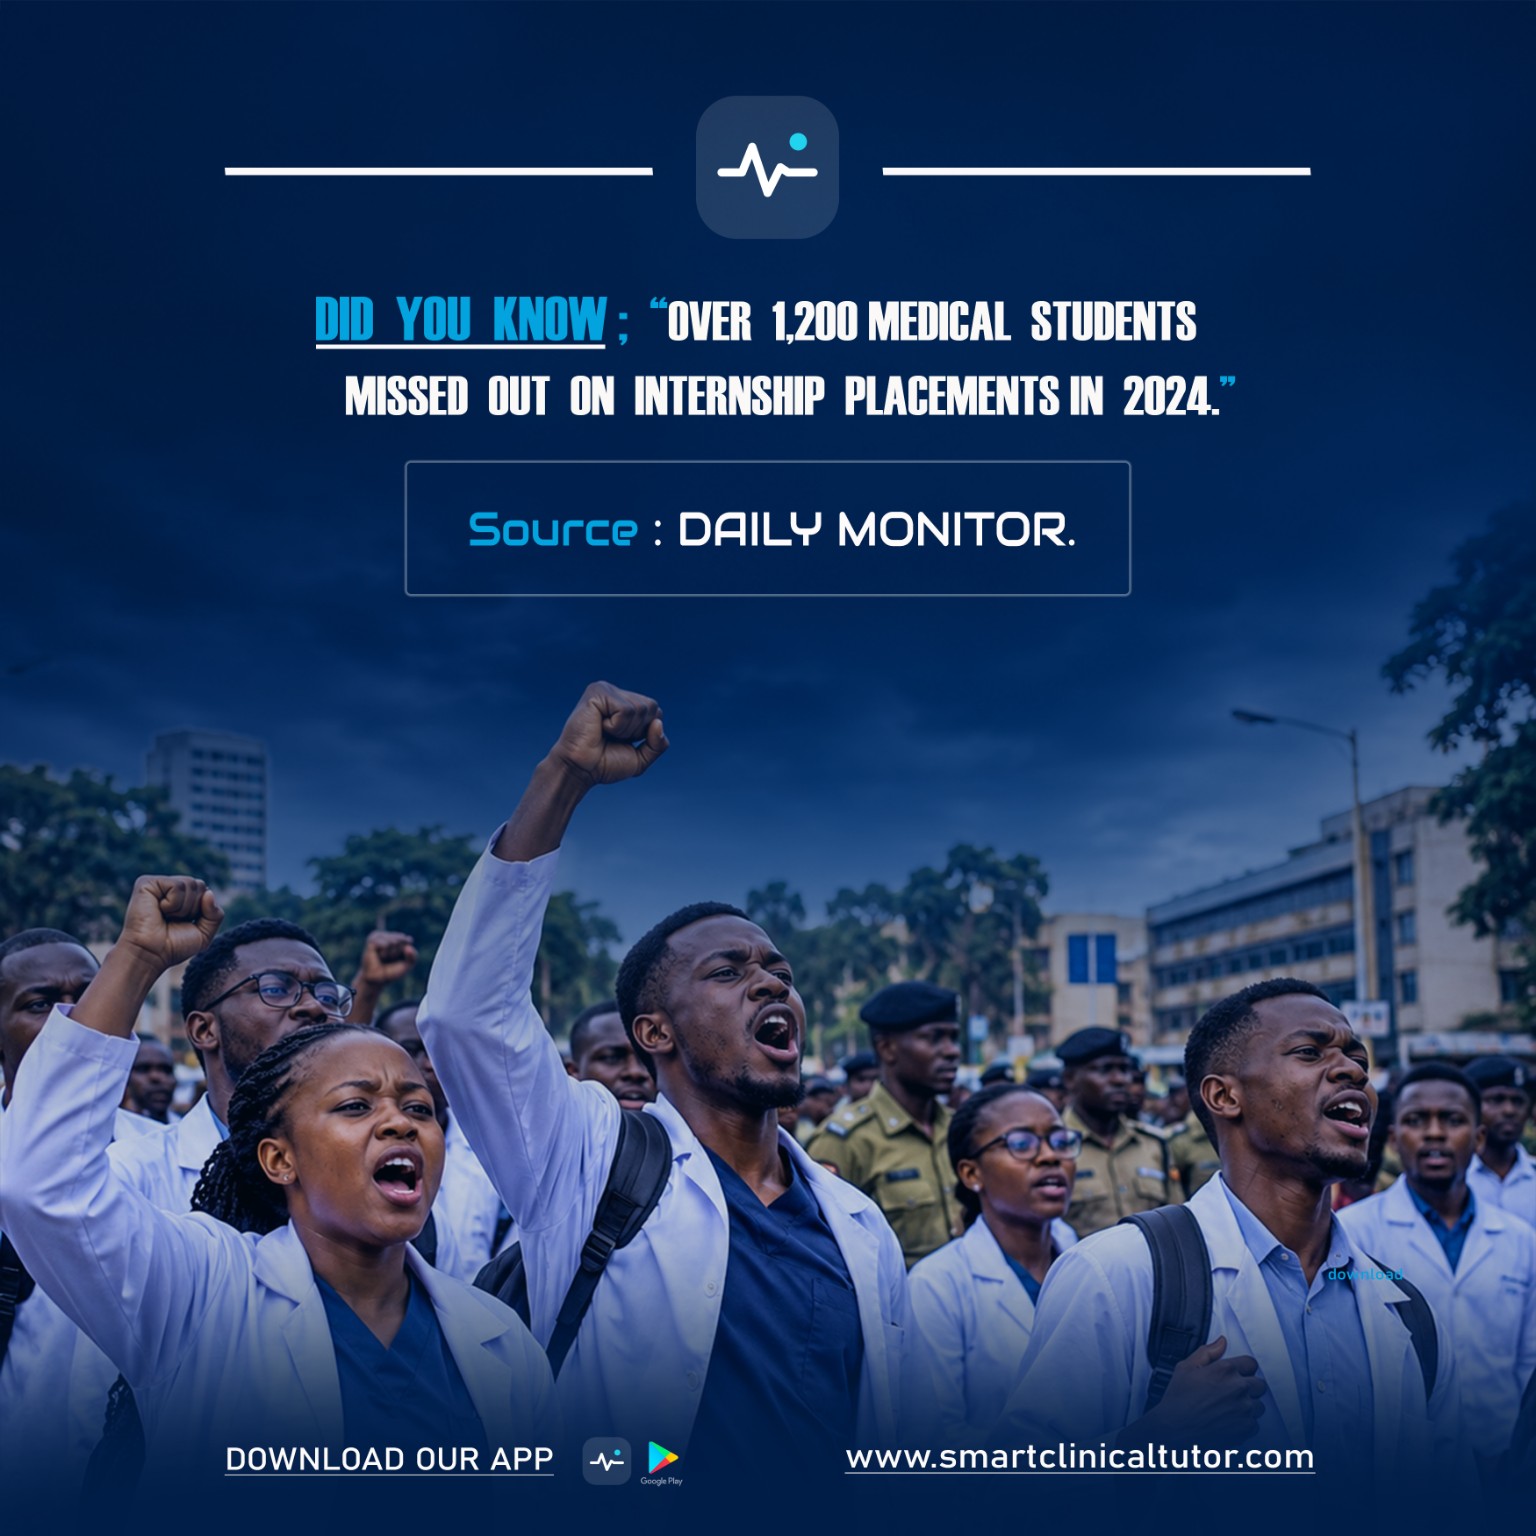 DID YOU KNOW ; “OVER 1,200 MEDICAL STUDENTS
MISSED OUT ON INTERNSHIP PLACEMENTS IN 2024.”
Source : DAILY MONITOR.
download
DOWNLOAD OUR APP
Google Play
www.smartclinicaltutor.com